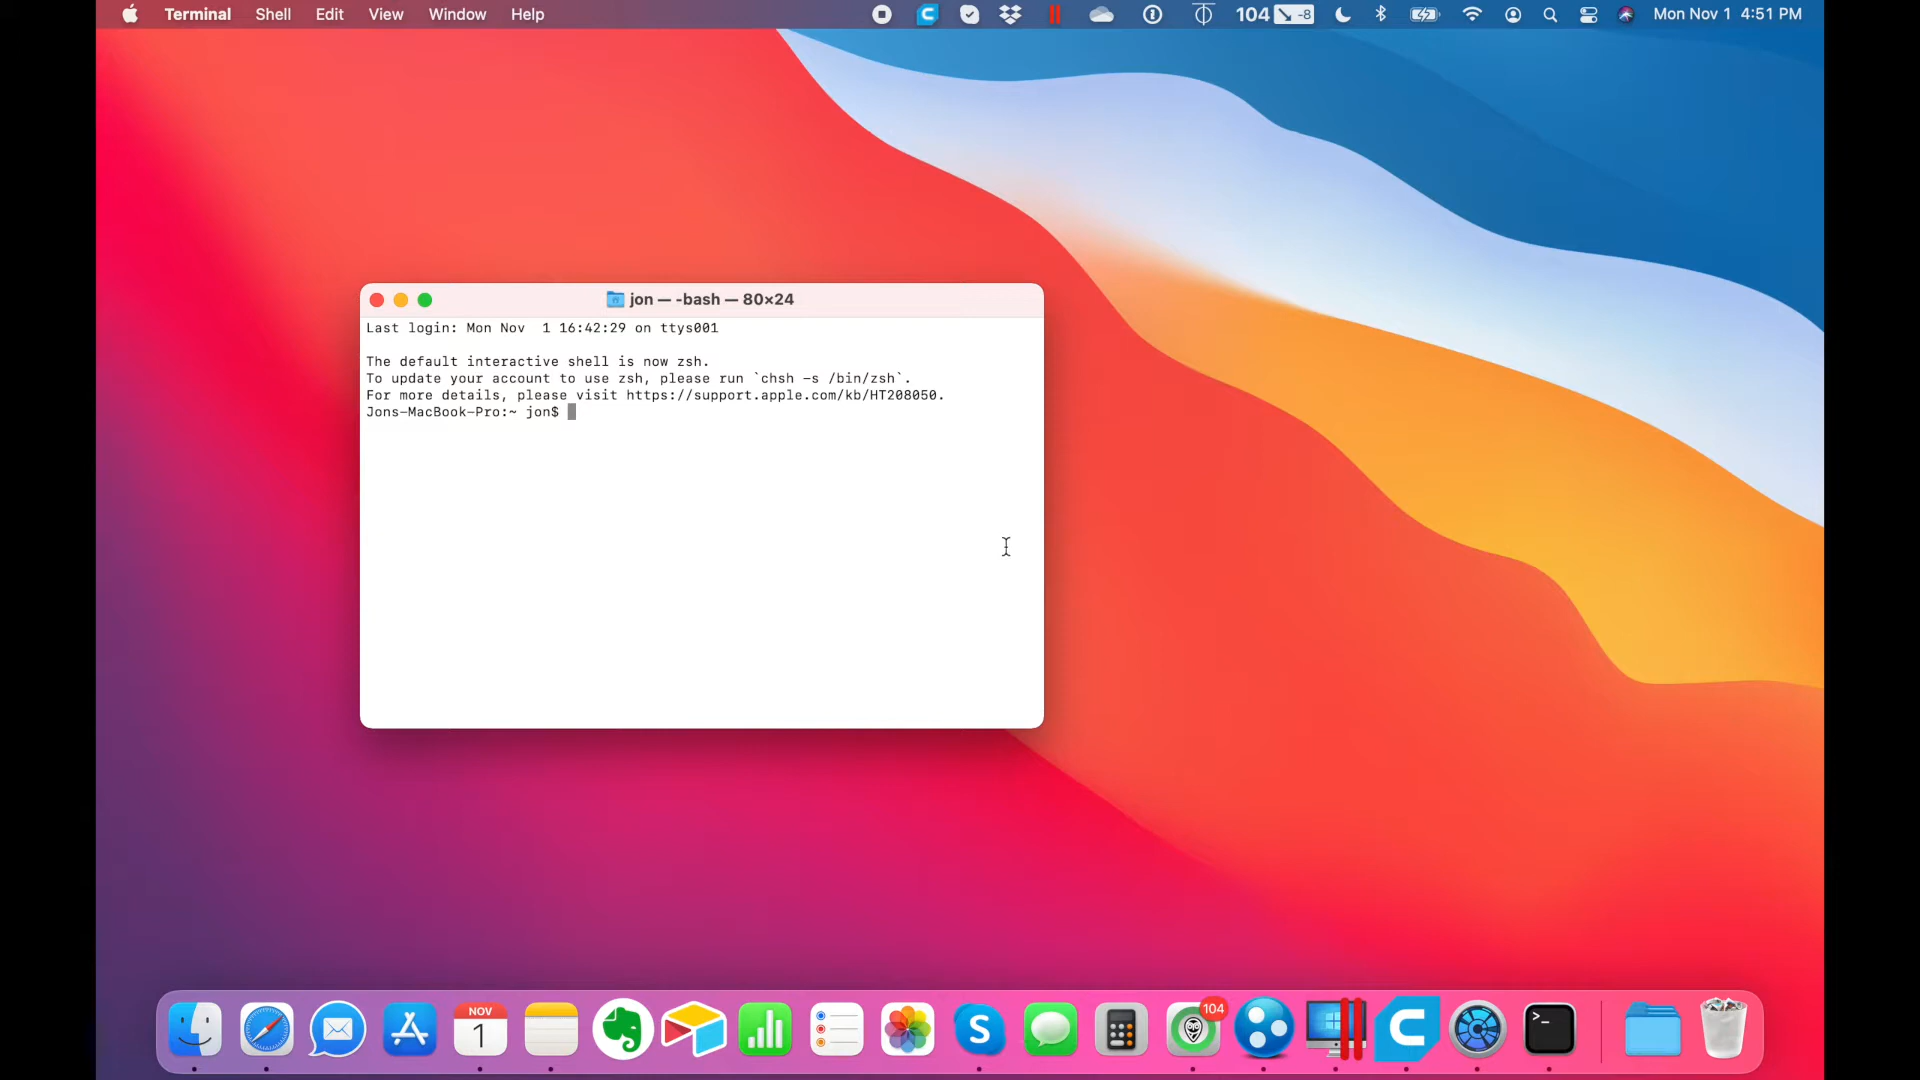 Terminal Shell Edit View Window Help 104 -8 Mon Nov 1 4:51 PM
jon — -bash — 80×24
Last login: Mon Nov  1 16:42:29 on ttys001
The default interactive shell is now zsh.
To update your account to use zsh, please run `chsh -s /bin/zsh`.
For more details, please visit https://support.apple.com/kb/HT208050.
Jons-MacBook-Pro:~ jon$
NOV
1
S
104
C
>_